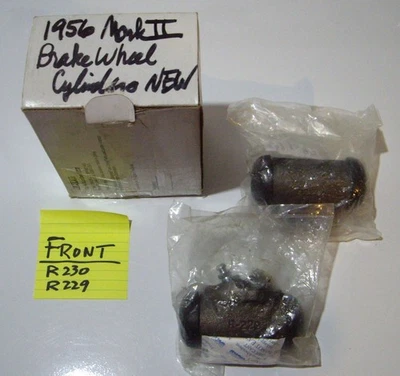 1956 Mark II
Brake Wheel
Cylinders NEW
FRONT
R230
R229